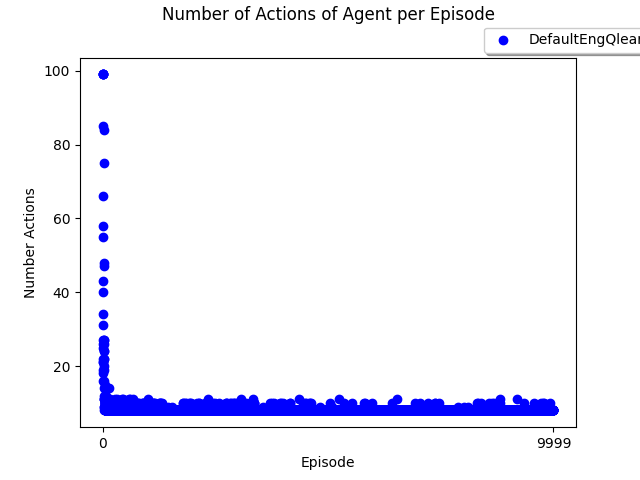 Number of Actions of Agent per Episode
DefaultEngQlear
100
80
60
40
20
Number Actions
0
9999
Episode